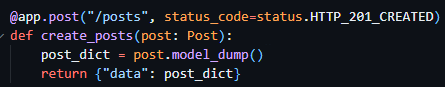 @app.post("/posts", status_code=status.HTTP_201_CREATED)
def create_posts(post: Post):
    post_dict = post.model_dump()
    return {"data": post_dict}